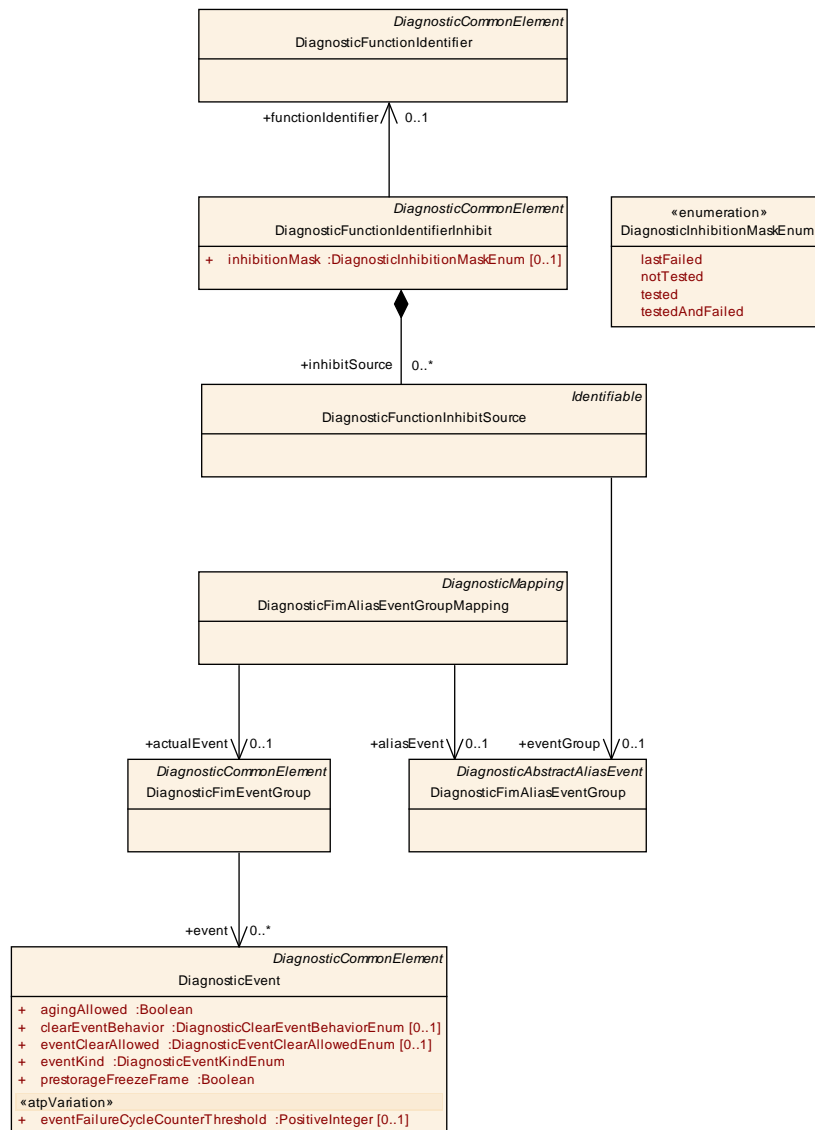 DiagnosticCommonElement
DiagnosticFunctionIdentifier
+functionIdentifier 0..1
DiagnosticCommonElement
DiagnosticFunctionIdentifierInhibit
+ inhibitionMask :DiagnosticInhibitionMaskEnum [0..1]
«enumeration»
DiagnosticInhibitionMaskEnum
lastFailed
notTested
tested
testedAndFailed
+inhibitSource 0..*
Identifiable
DiagnosticFunctionInhibitSource
DiagnosticMapping
DiagnosticFimAliasEventGroupMapping
+actualEvent 0..1 +aliasEvent 0..1 +eventGroup 0..1
DiagnosticCommonElement
DiagnosticFimEventGroup
DiagnosticAbstractAliasEvent
DiagnosticFimAliasEventGroup
+event 0..*
DiagnosticCommonElement
DiagnosticEvent
+ agingAllowed :Boolean
+ clearEventBehavior :DiagnosticClearEventBehaviorEnum [0..1]
+ eventClearAllowed :DiagnosticEventClearAllowedEnum [0..1]
+ eventKind :DiagnosticEventKindEnum
+ prestorageFreezeFrame :Boolean
«atpVariation»
+ eventFailureCycleCounterThreshold :PositiveInteger [0..1]